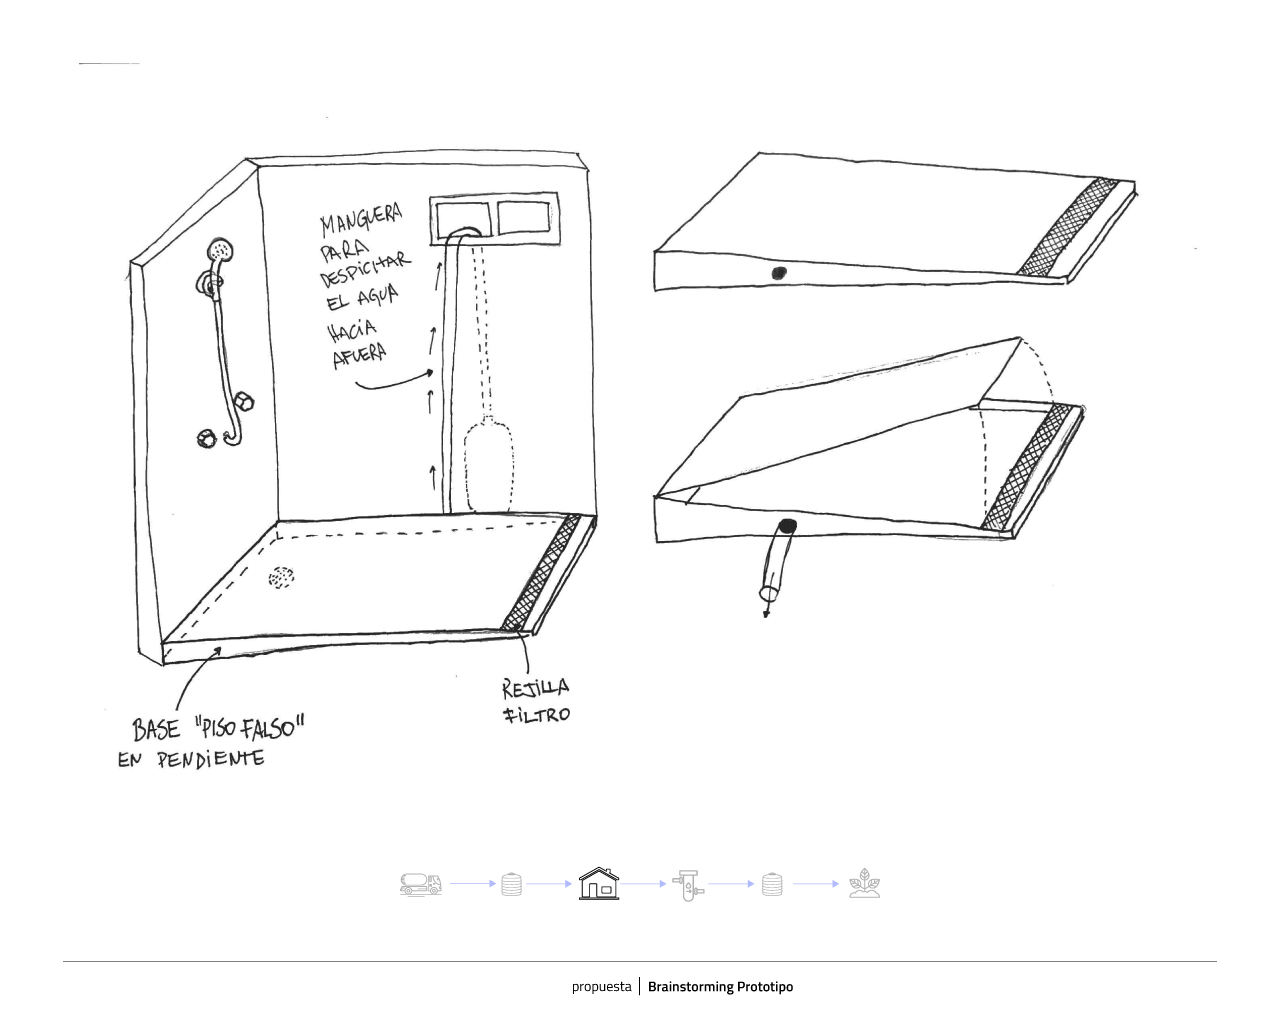 MANGUERA
PARA
DESPICHAR
EL AGUA
HACIA
AFUERA
REJILLA
FILTRO
BASE "PISO FALSO"
EN PENDIENTE
propuesta | Brainstorming Prototipo